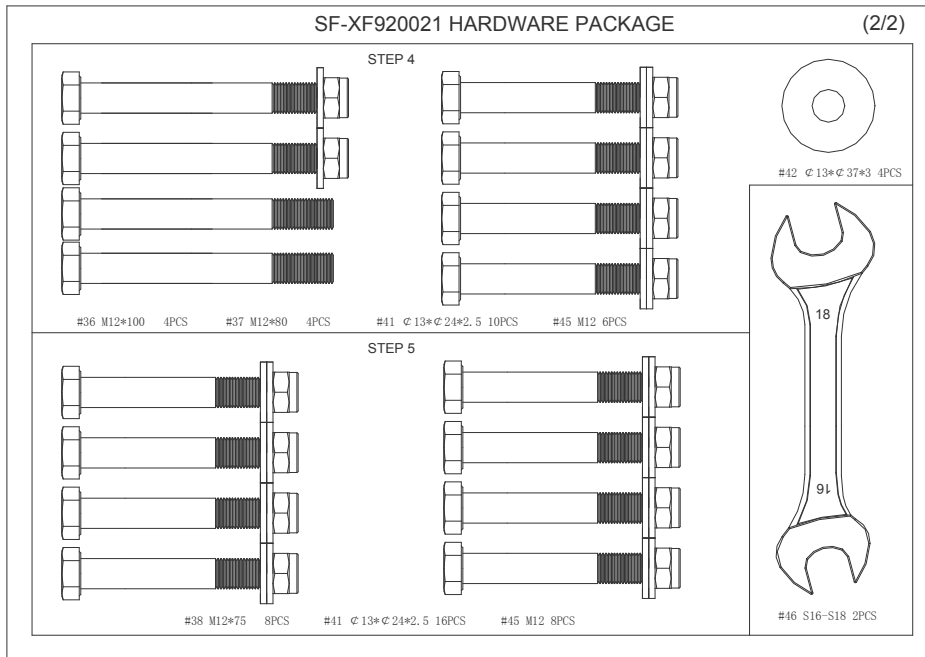 SF-XF920021 HARDWARE PACKAGE (2/2)
STEP 4
#42 ₵13*₵37*3 4PCS
#36 M12*100 4PCS #37 M12*80 4PCS #41 ₵13*₵24*2.5 10PCS #45 M12 6PCS
STEP 5
18
16
#38 M12*75 8PCS #41 ₵13*₵24*2.5 16PCS #45 M12 8PCS
#46 S16-S18 2PCS